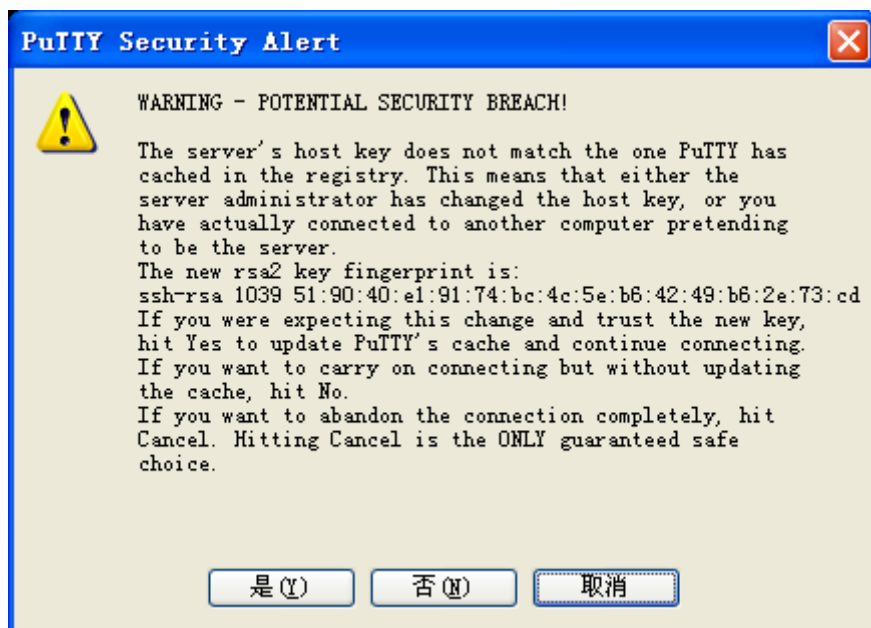 PuTTY Security Alert
WARNING - POTENTIAL SECURITY BREACH!
The server's host key does not match the one PuTTY has
cached in the registry. This means that either the
server administrator has changed the host key, or you
have actually connected to another computer pretending
to be the server.
The new rsa2 key fingerprint is:
ssh-rsa 1039 51:90:40:e1:91:74:bc:4c:5e:b6:42:49:b6:2e:73:cd
If you were expecting this change and trust the new key,
hit Yes to update PuTTY's cache and continue connecting.
If you want to carry on connecting but without updating
the cache, hit No.
If you want to abandon the connection completely, hit
Cancel. Hitting Cancel is the ONLY guaranteed safe
choice.
是(Y) 否(N) 取消